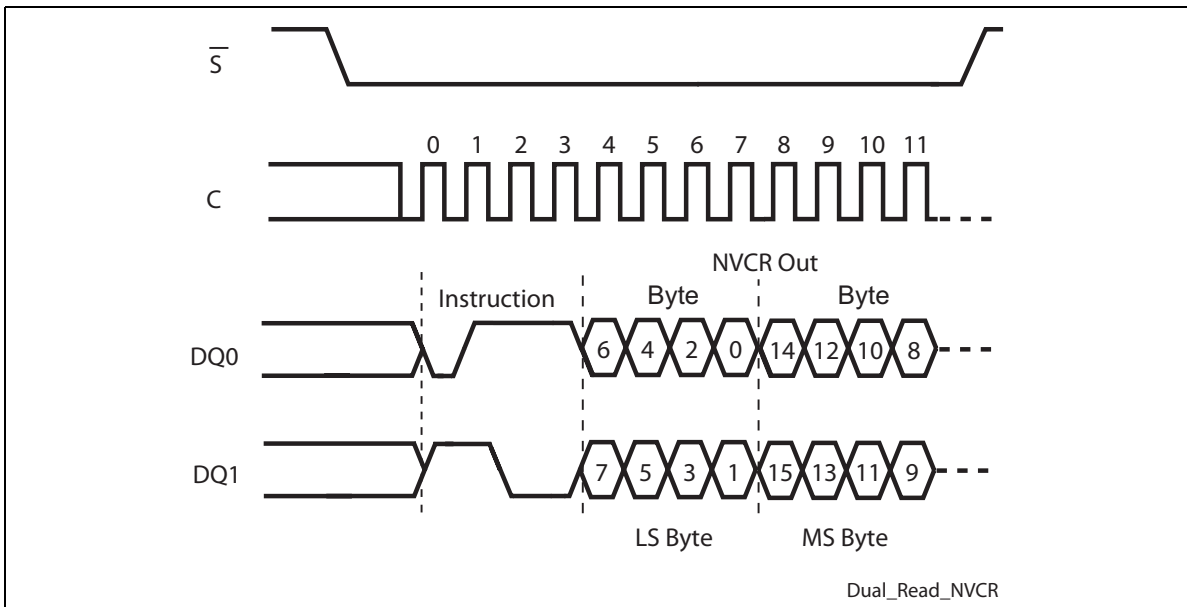 S
0 1 2 3 4 5 6 7 8 9 10 11
C
NVCR Out
Instruction Byte Byte
DQ0 6 4 2 0 14 12 10 8
DQ1 7 5 3 1 15 13 11 9
LS Byte MS Byte
Dual_Read_NVCR